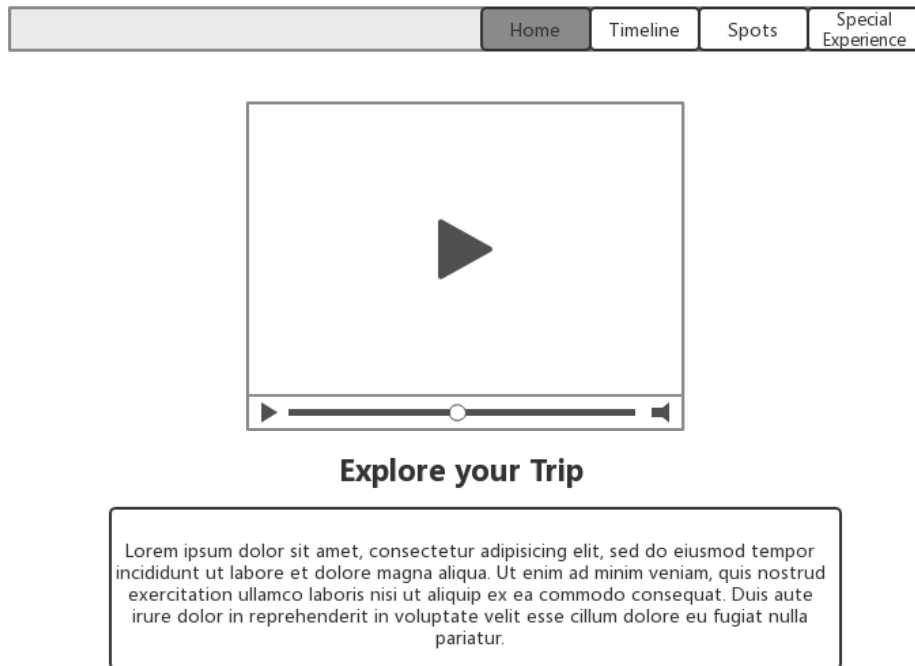 Home
Timeline
Spots
Special
Experience
Explore your Trip
Lorem ipsum dolor sit amet, consectetur adipisicing elit, sed do eiusmod tempor
incididunt ut labore et dolore magna aliqua. Ut enim ad minim veniam, quis nostrud
exercitation ullamco laboris nisi ut aliquip ex ea commodo consequat. Duis aute
irure dolor in reprehenderit in voluptate velit esse cillum dolore eu fugiat nulla
pariatur.